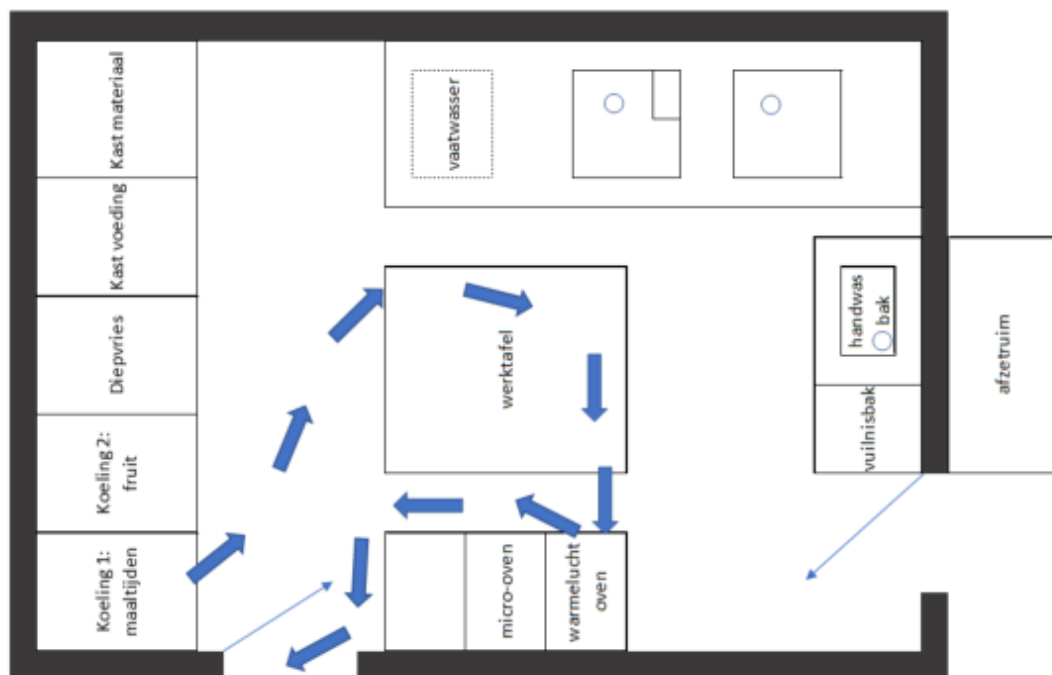 Kast materiaal
Kast voeding
Diepvries
Koeling 2:
fruit
Koeling 1:
maaltijden
vaatwasser
werktafel
micro-oven
warmelucht
oven
handwas
bak
vuilnisbak
afzetruim